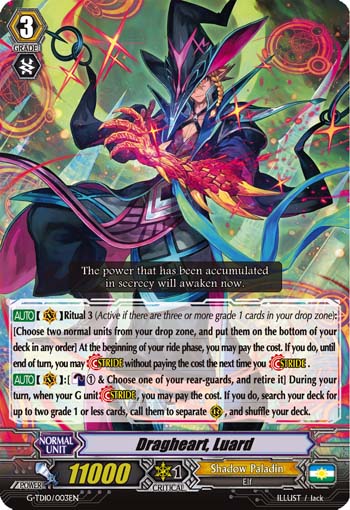 3
GRADE
The power that has been accumulated
in secrecy will awaken now.
AUTO【 】Ritual 3 (Active if there are three or more grade 1 cards in your drop zone):
[Choose two normal units from your drop zone, and put them on the bottom of your
deck in any order] At the beginning of your ride phase, you may pay the cost. If you do, until
end of turn, you may STRIDE without paying the cost the next time you STRIDE.
AUTO【 】:[ 1 & Choose one of your rear-guards, and retire it] During your
turn, when your G unit STRIDE, you may pay the cost. If you do, search your deck for
up to two grade 1 or less cards, call them to separate , and shuffle your deck.
NORMAL
UNIT
Dragheart, Luard
POWER 11000
1
CRITICAL
Shadow Paladin
Elf
G-TD10/003EN
ILLUST / Jack